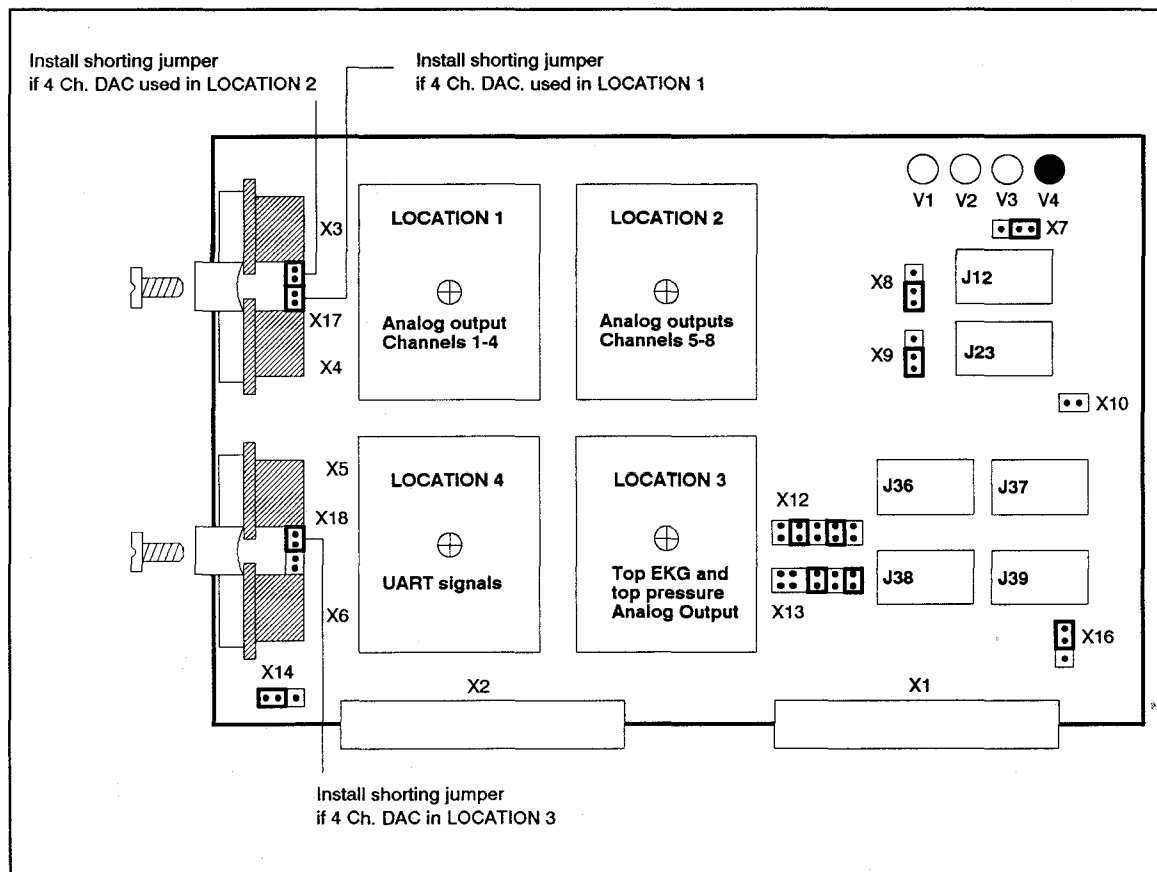 Install shorting jumper
if 4 Ch. DAC used in LOCATION 2
Install shorting jumper
if 4 Ch. DAC. used in LOCATION 1
V1
V2
V3
V4
X7
X3
X17
X4
LOCATION 1
Analog output
Channels 1-4
LOCATION 2
Analog outputs
Channels 5-8
X8
J12
X9
J23
X10
X5
X18
X6
LOCATION 4
UART signals
LOCATION 3
Top EKG and
top pressure
Analog Output
X12
X13
J36
J37
J38
J39
X16
X14
X2
X1
Install shorting jumper
if 4 Ch. DAC in LOCATION 3